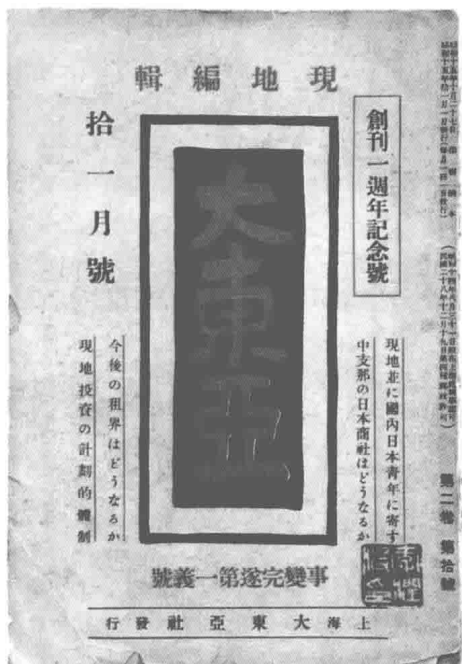 現地編輯
第二卷 第拾號
創刊一週年記念號
現地並に國內日本青年に寄す
中支那の日本商社はどうなるか
大東亞
拾一月號
今後の租界はどうなるか
現地投資の計劃的體制
事變完遂第一義號
上海大東亞社發行